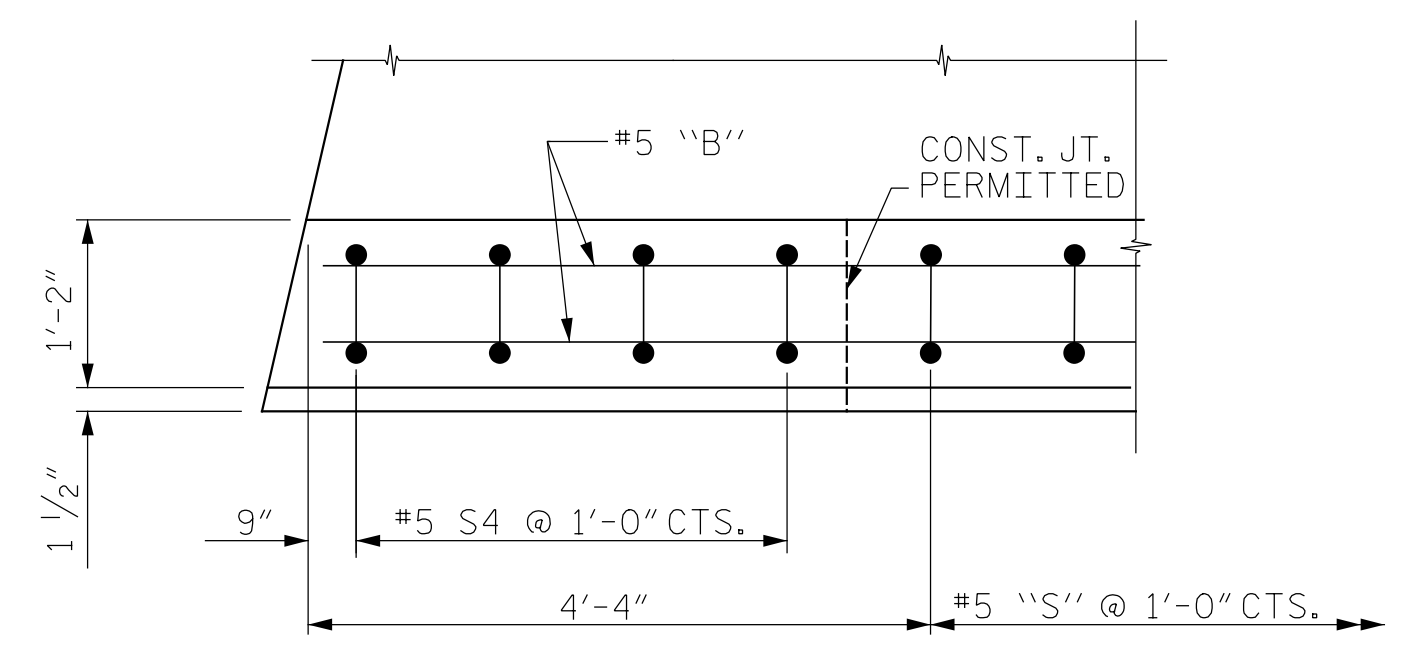 #5 ‵‵B′′
CONST. JT.
PERMITTED
1′-2″
1 1/2″
9″
#5 S4 @ 1′-0″ CTS.
4′-4″
#5 ‵‵S′′ @ 1′-0″ CTS.